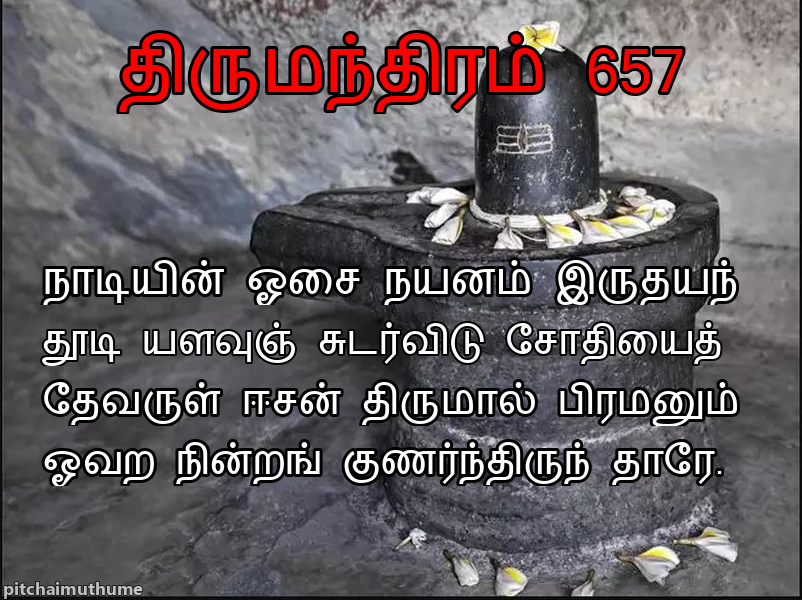 திருமந்திரம் 657
நாடியின் ஓசை நயனம் இருதயந்
தூடி யளவுஞ் சுடர்விடு சோதியைத்
தேவருள் ஈசன் திருமால் பிரமனும்
ஓவற நின்றங் குணர்ந்திருந் தாரே.
pitchaimuthume